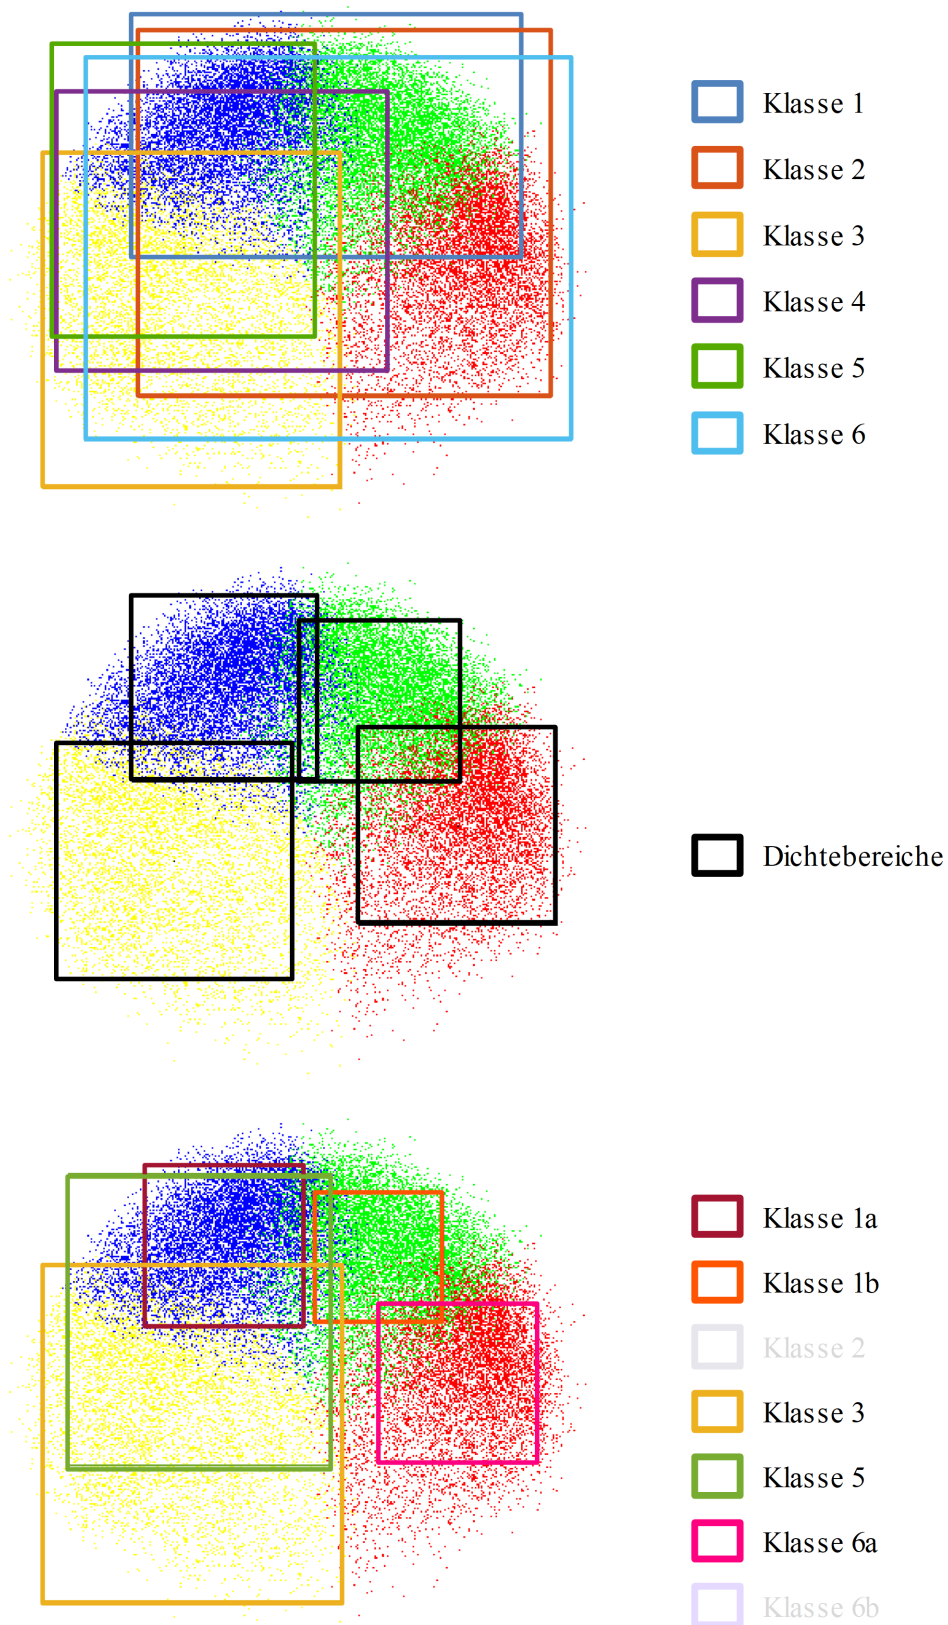 Klasse 1
Klasse 2
Klasse 3
Klasse 4
Klasse 5
Klasse 6
Dichtebereiche
Klasse 1a
Klasse 1b
Klasse 2
Klasse 3
Klasse 5
Klasse 6a
Klasse 6b